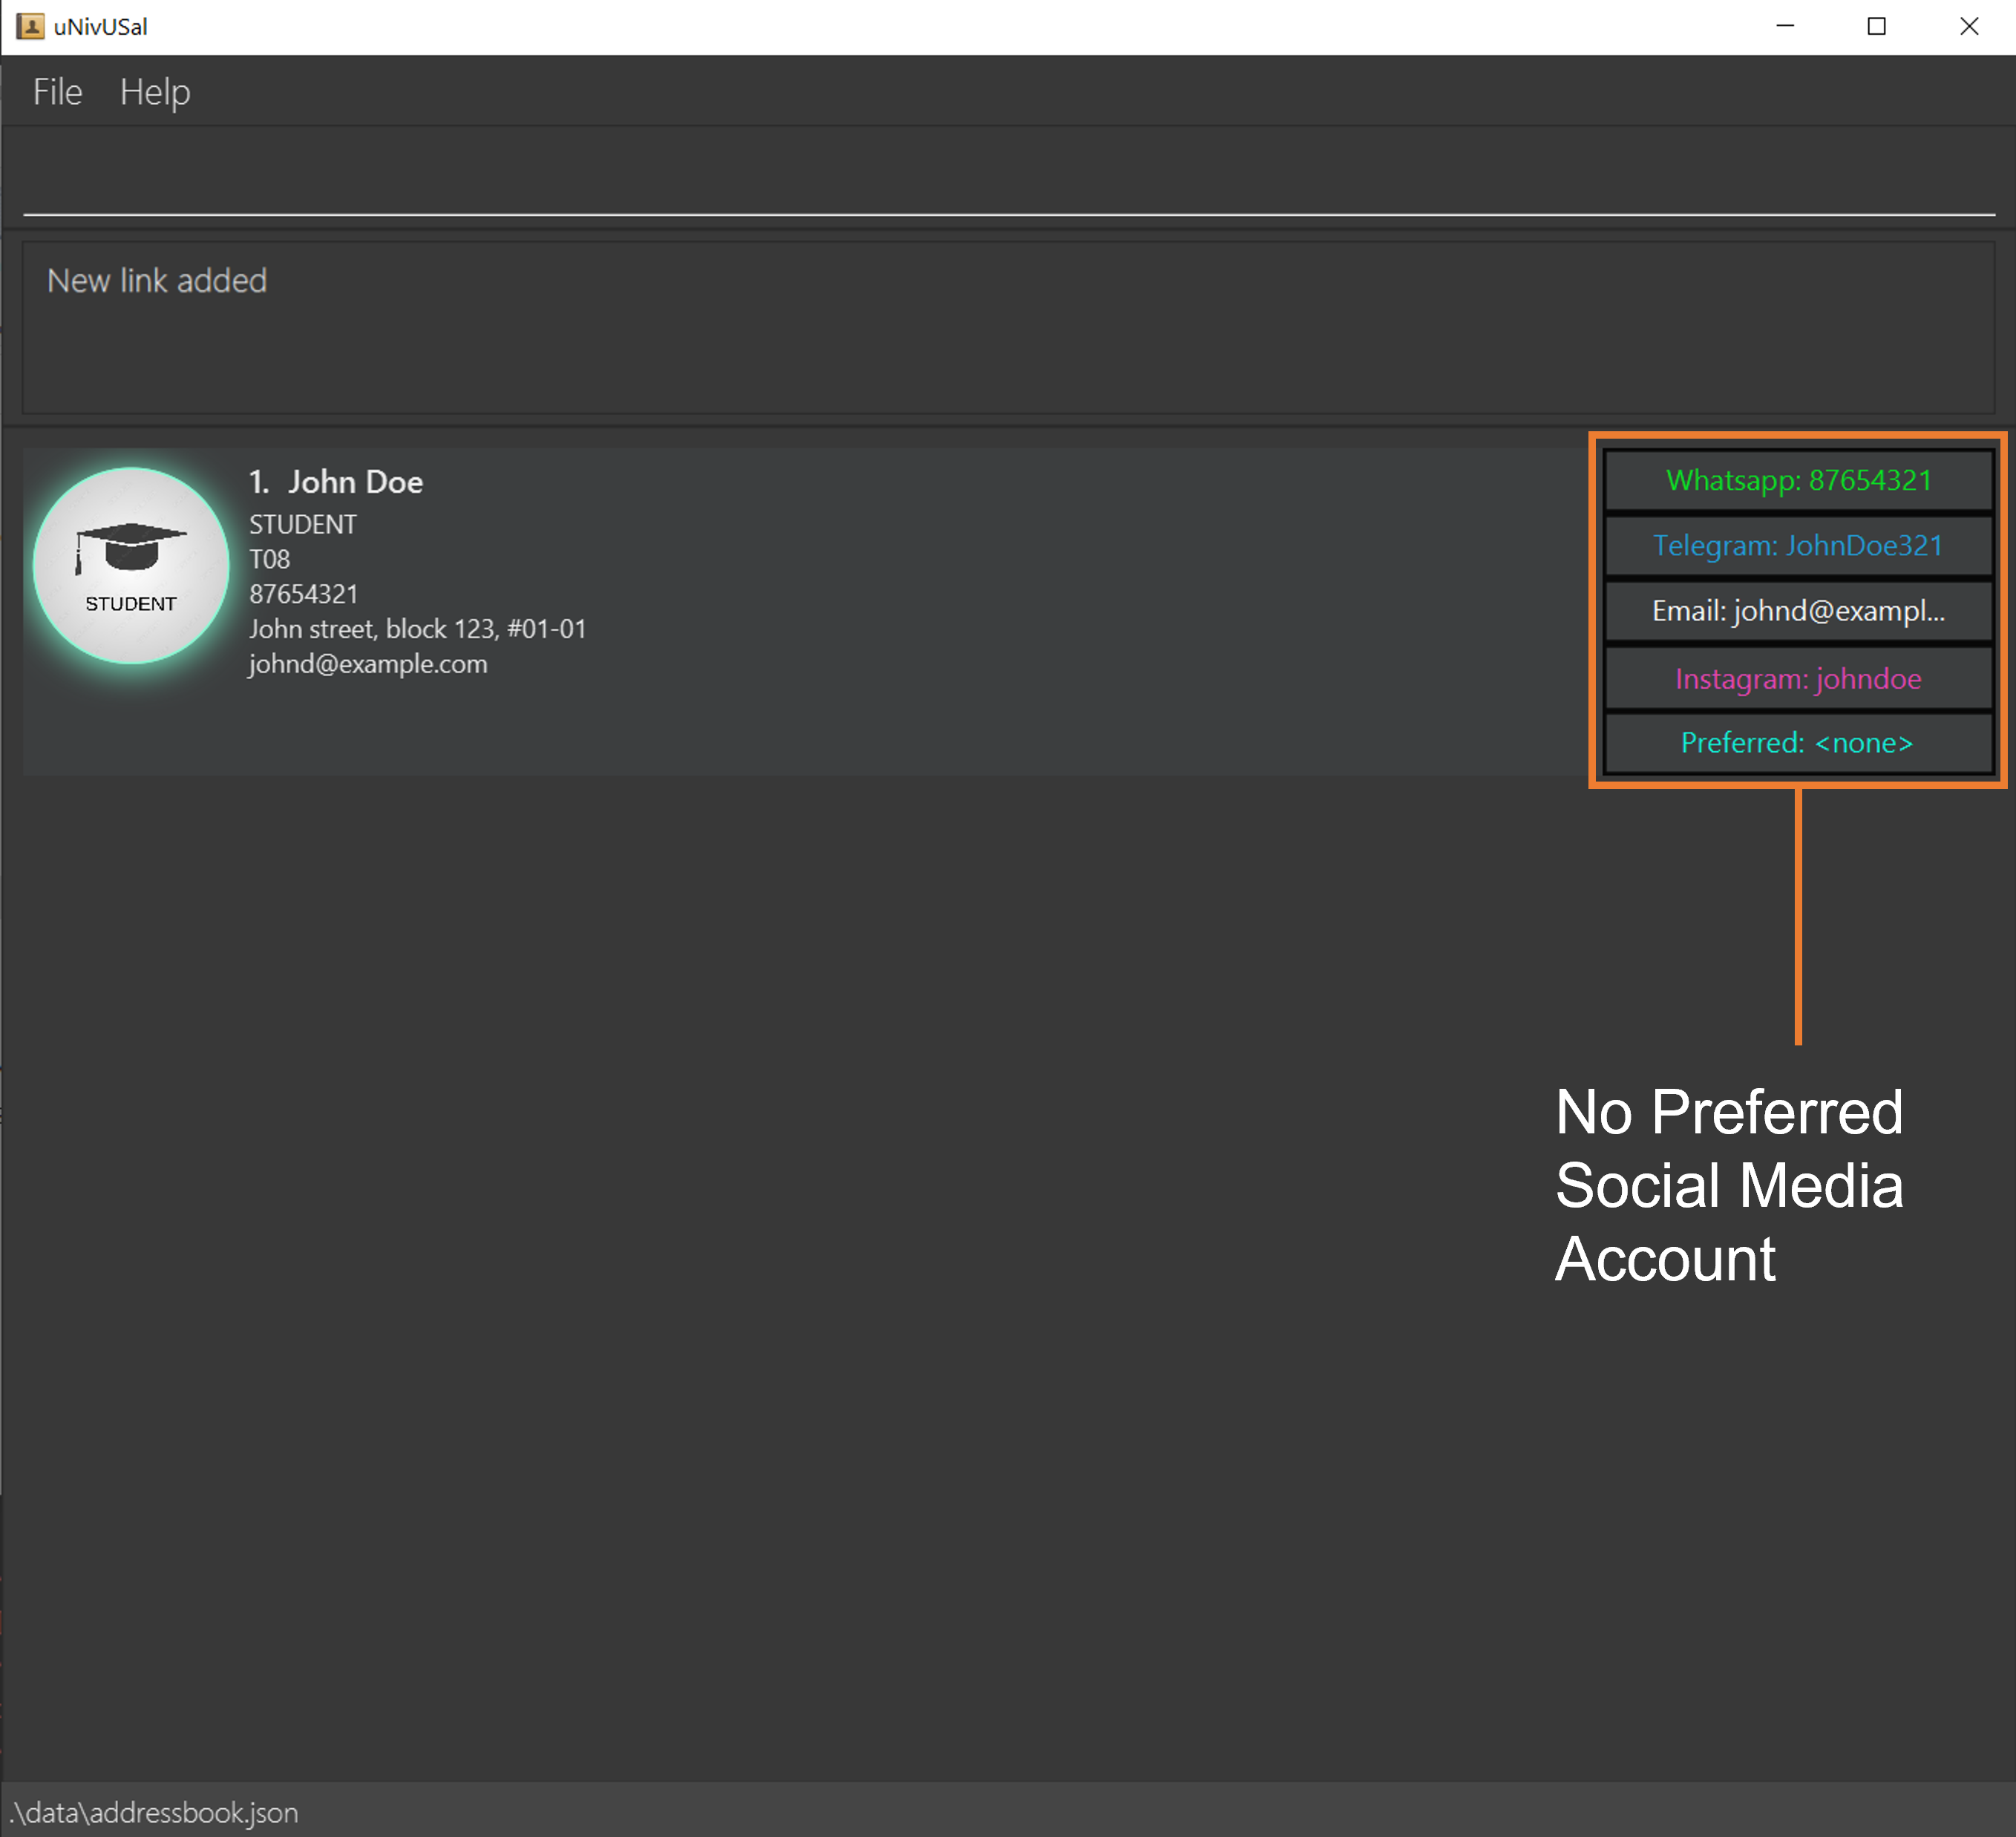 uNivUSal
File Help
New link added
1. John Doe
STUDENT
T08
87654321
John street, block 123, #01-01
johnd@example.com
STUDENT
Whatsapp: 87654321
Telegram: JohnDoe321
Email: johnd@exampl...
Instagram: johndoe
Preferred: <none>
No Preferred
Social Media
Account
.\data\addressbook.json